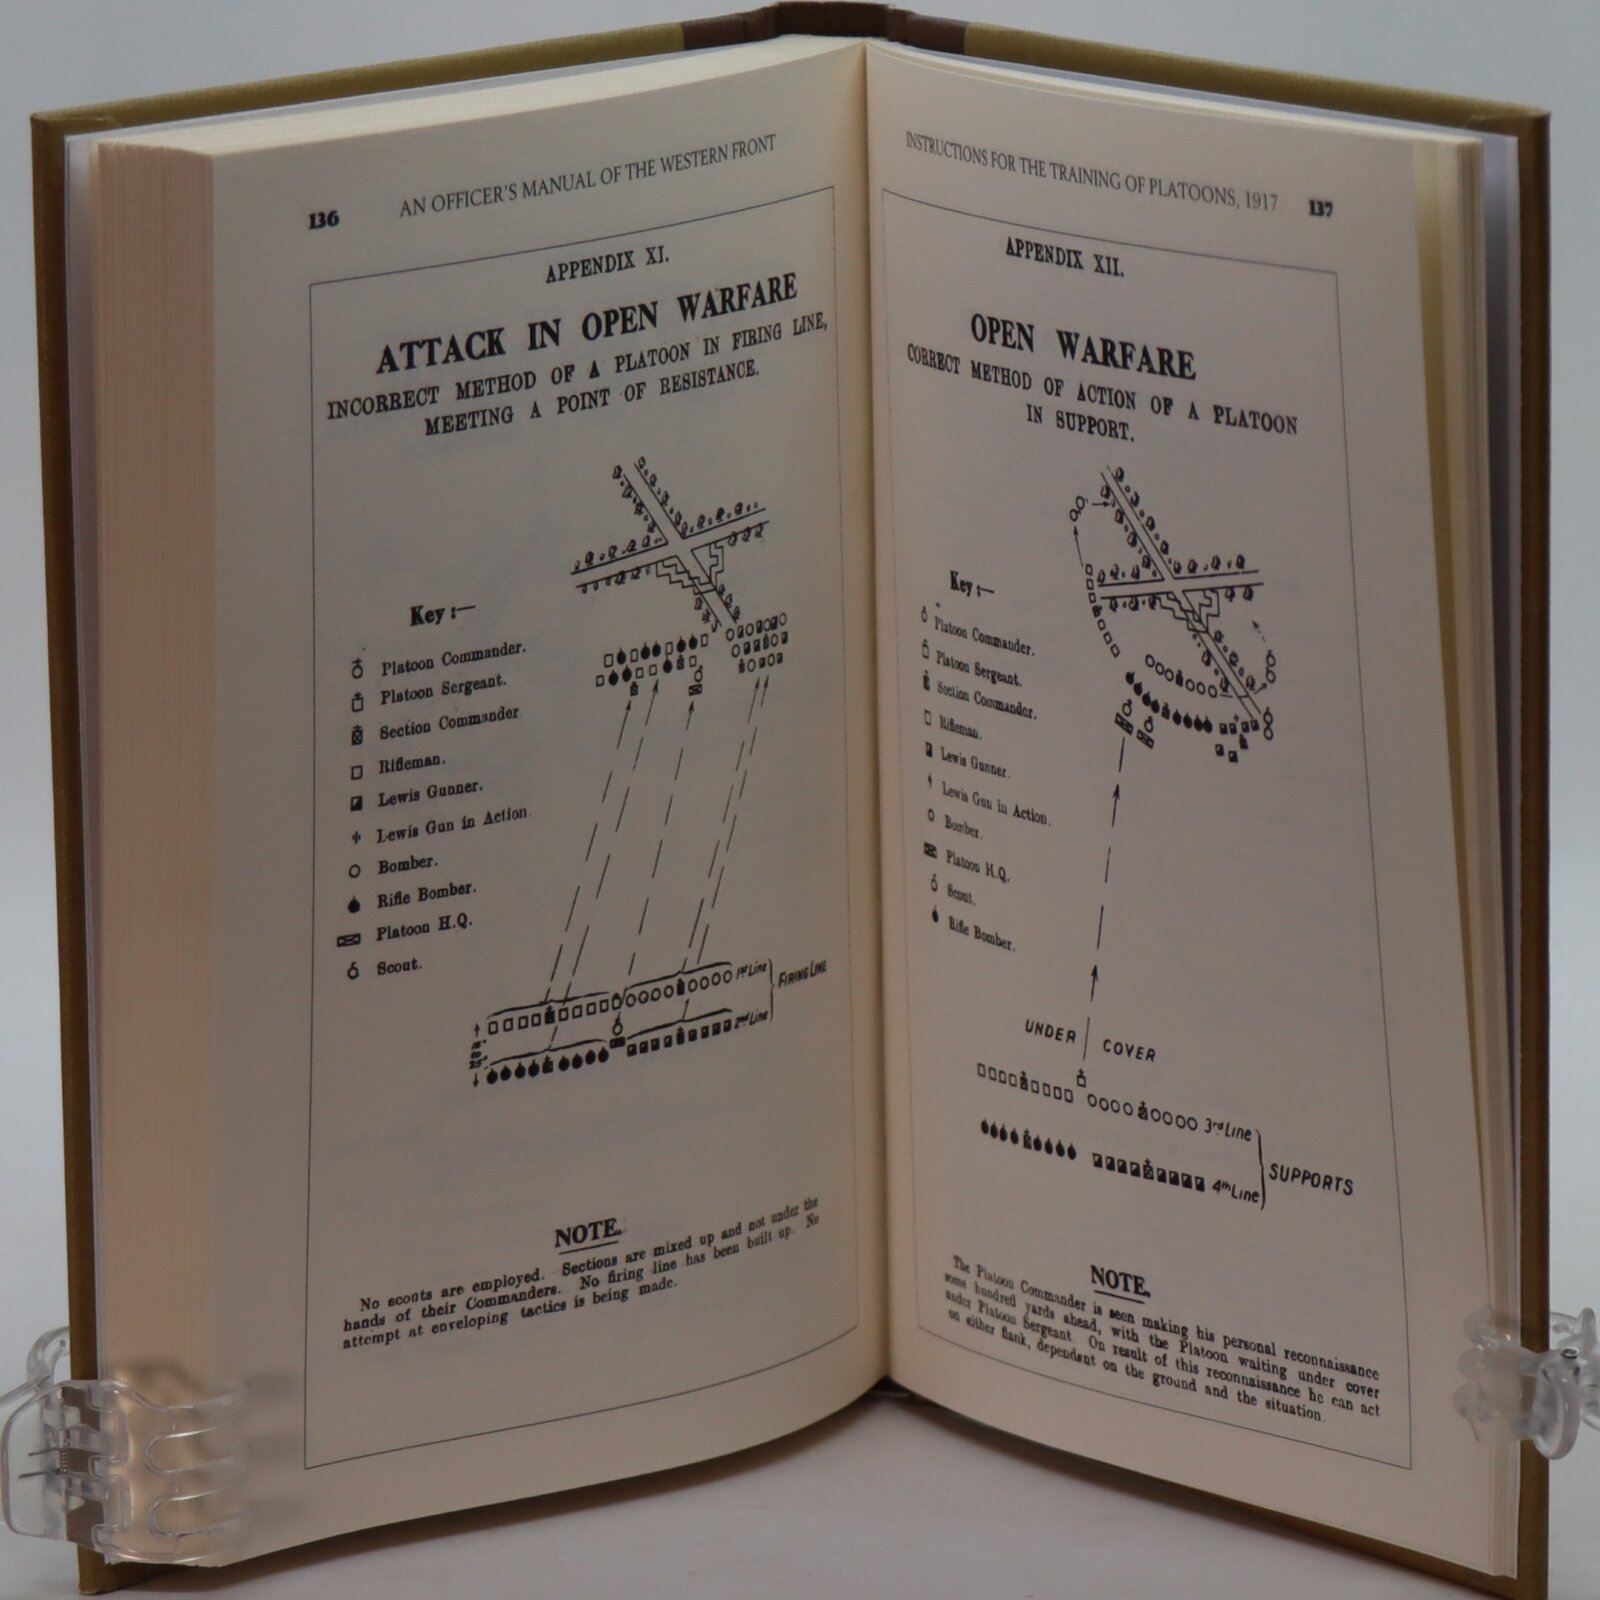 136
AN OFFICER'S MANUAL OF THE WESTERN FRONT
APPENDIX XI.
ATTACK IN OPEN WARFARE
INCORRECT METHOD OF A PLATOON IN FIRING LINE,
MEETING A POINT OF RESISTANCE.
Key :—
Platoon Commander.
Platoon Sergeant.
Section Commander
Rifleman.
Lewis Gunner.
Lewis Gun in Action.
Bomber.
Rifle Bomber.
Platoon H.Q.
Scout.
1st Line
2nd Line
FIRING LINE
NOTE.
No scouts are employed. Sections are mixed up and not under the
hands of their Commanders. No firing line has been built up. No
attempt at enveloping tactics is being made.
INSTRUCTIONS FOR THE TRAINING OF PLATOONS, 1917
137
APPENDIX XII.
OPEN WARFARE
CORRECT METHOD OF ACTION OF A PLATOON
IN SUPPORT.
Key :—
Platoon Commander.
Platoon Sergeant.
Section Commander.
Rifleman.
Lewis Gunner.
Lewis Gun in Action.
Bomber.
Platoon H.Q.
Scout.
Rifle Bomber.
UNDER COVER
3rd Line
4th Line
SUPPORTS
NOTE.
The Platoon Commander is seen making his personal reconnaissance
some hundred yards ahead, with the Platoon waiting under cover
under Platoon Sergeant. On result of this reconnaissance he can act
on either flank, dependent on the ground and the situation.